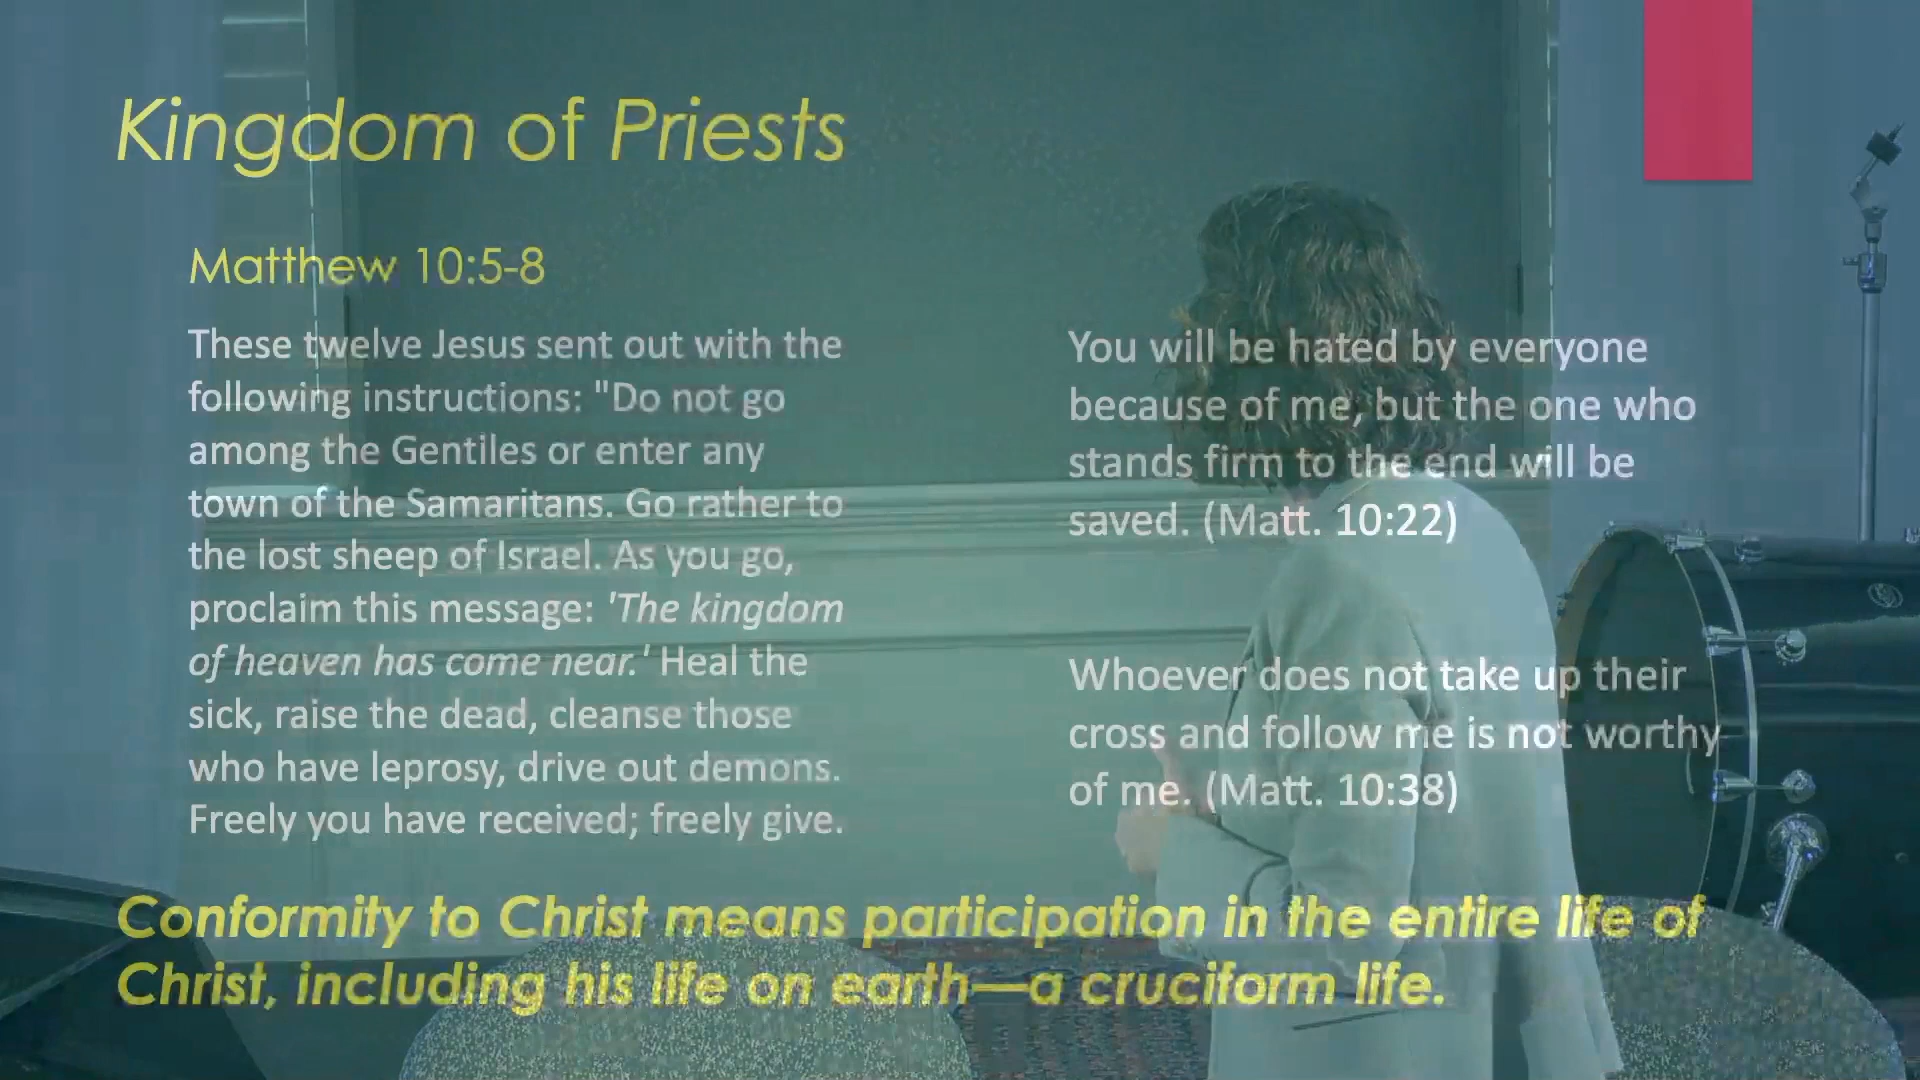 Kingdom of Priests
Matthew 10:5-8
These twelve Jesus sent out with the
following instructions: "Do not go
among the Gentiles or enter any
town of the Samaritans. Go rather to
the lost sheep of Israel. As you go,
proclaim this message: 'The kingdom
of heaven has come near.' Heal the
sick, raise the dead, cleanse those
who have leprosy, drive out demons.
Freely you have received; freely give.
You will be hated by everyone
because of me, but the one who
stands firm to the end will be
saved. (Matt. 10:22)
Whoever does not take up their
cross and follow me is not worthy
of me. (Matt. 10:38)
Conformity to Christ means participation in the entire life of
Christ, including his life on earth—a cruciform life.